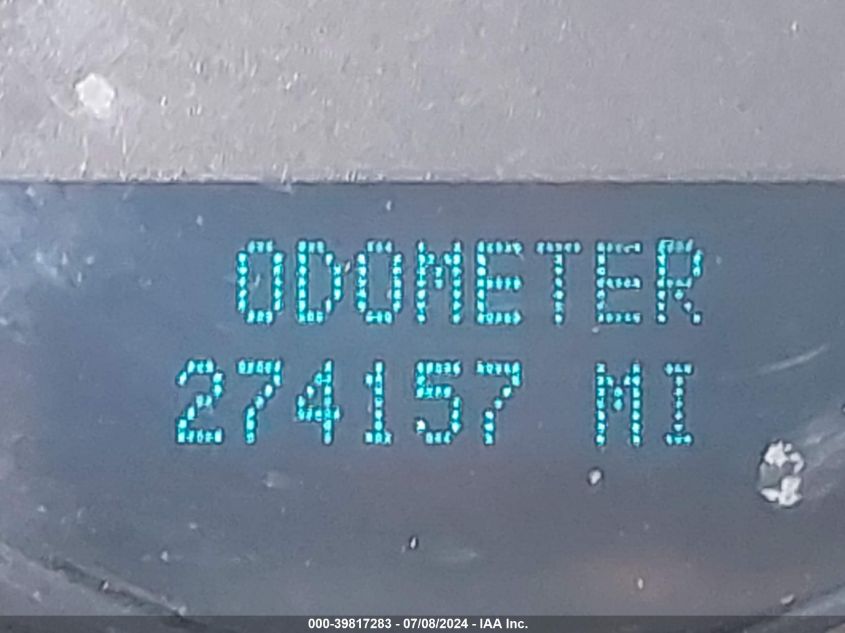 ODOMETER
274157 MI
000-39817283 - 07/08/2024 - IAA Inc.